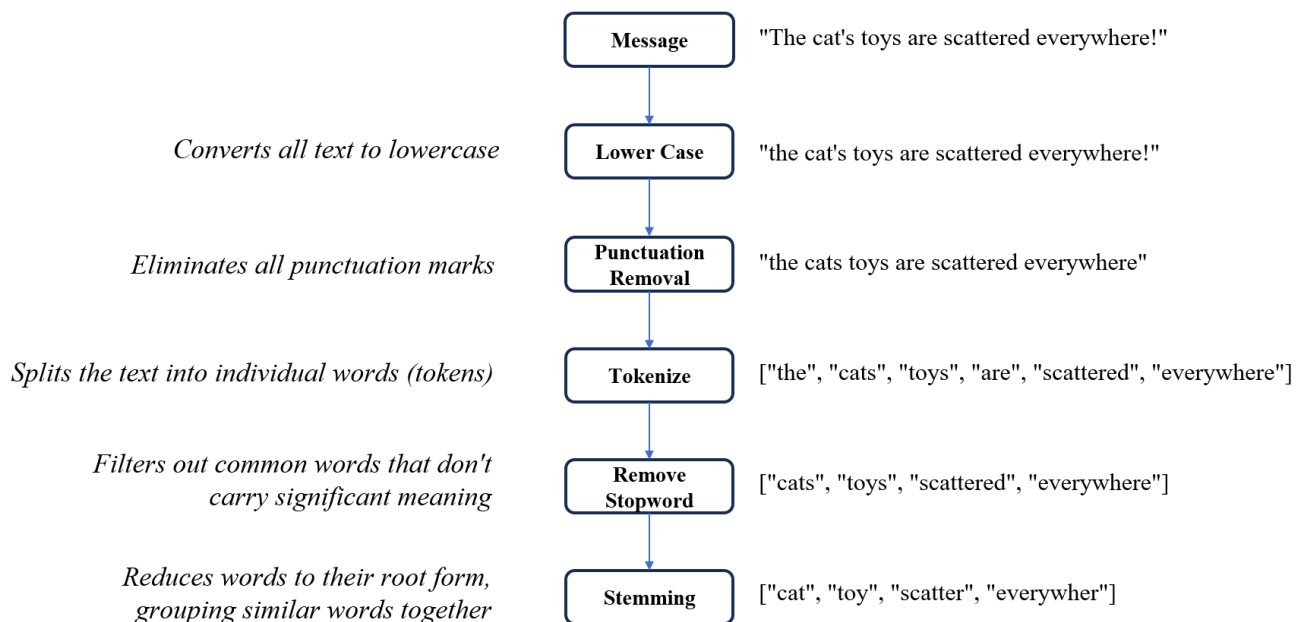 Message
"The cat's toys are scattered everywhere!"
Converts all text to lowercase
Lower Case
"the cat's toys are scattered everywhere!"
Eliminates all punctuation marks
Punctuation
Removal
"the cats toys are scattered everywhere"
Splits the text into individual words (tokens)
Tokenize
["the", "cats", "toys", "are", "scattered", "everywhere"]
Filters out common words that don't
carry significant meaning
Remove
Stopword
["cats", "toys", "scattered", "everywhere"]
Reduces words to their root form,
grouping similar words together
Stemming
["cat", "toy", "scatter", "everywher"]